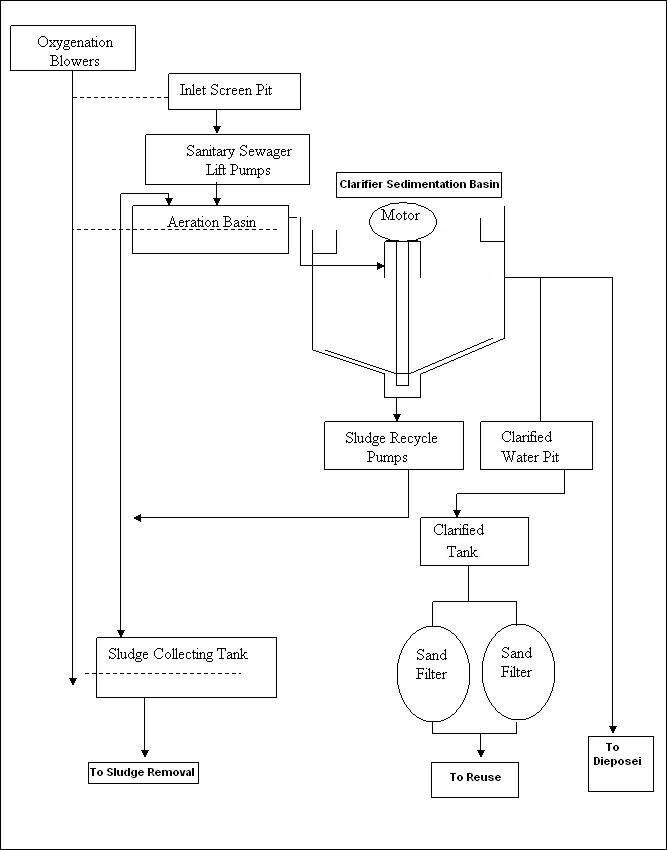 Oxygenation
Blowers
Inlet Screen Pit
Sanitary Sewager
Lift Pumps
Clarifier Sedimentation Basin
Motor
Aeration Basin
Sludge Recycle
Pumps
Clarified
Water Pit
Clarified
Tank
Sludge Collecting Tank
Sand
Filter
Sand
Filter
To
Dieposei
To Sludge Removal
To Reuse